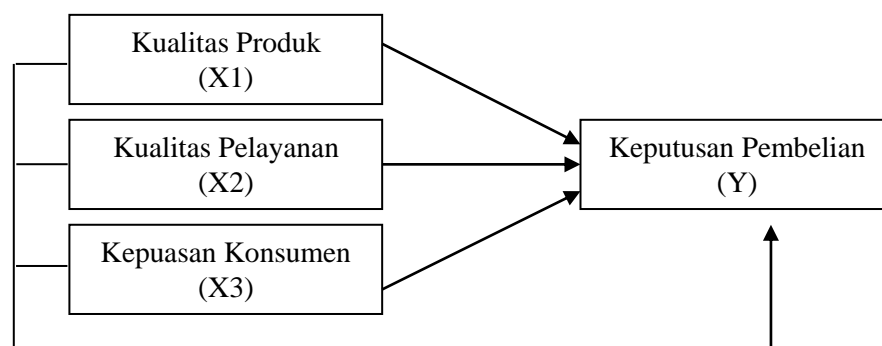 Kualitas Produk
(X1)
Kualitas Pelayanan
(X2)
Keputusan Pembelian
(Y)
Kepuasan Konsumen
(X3)